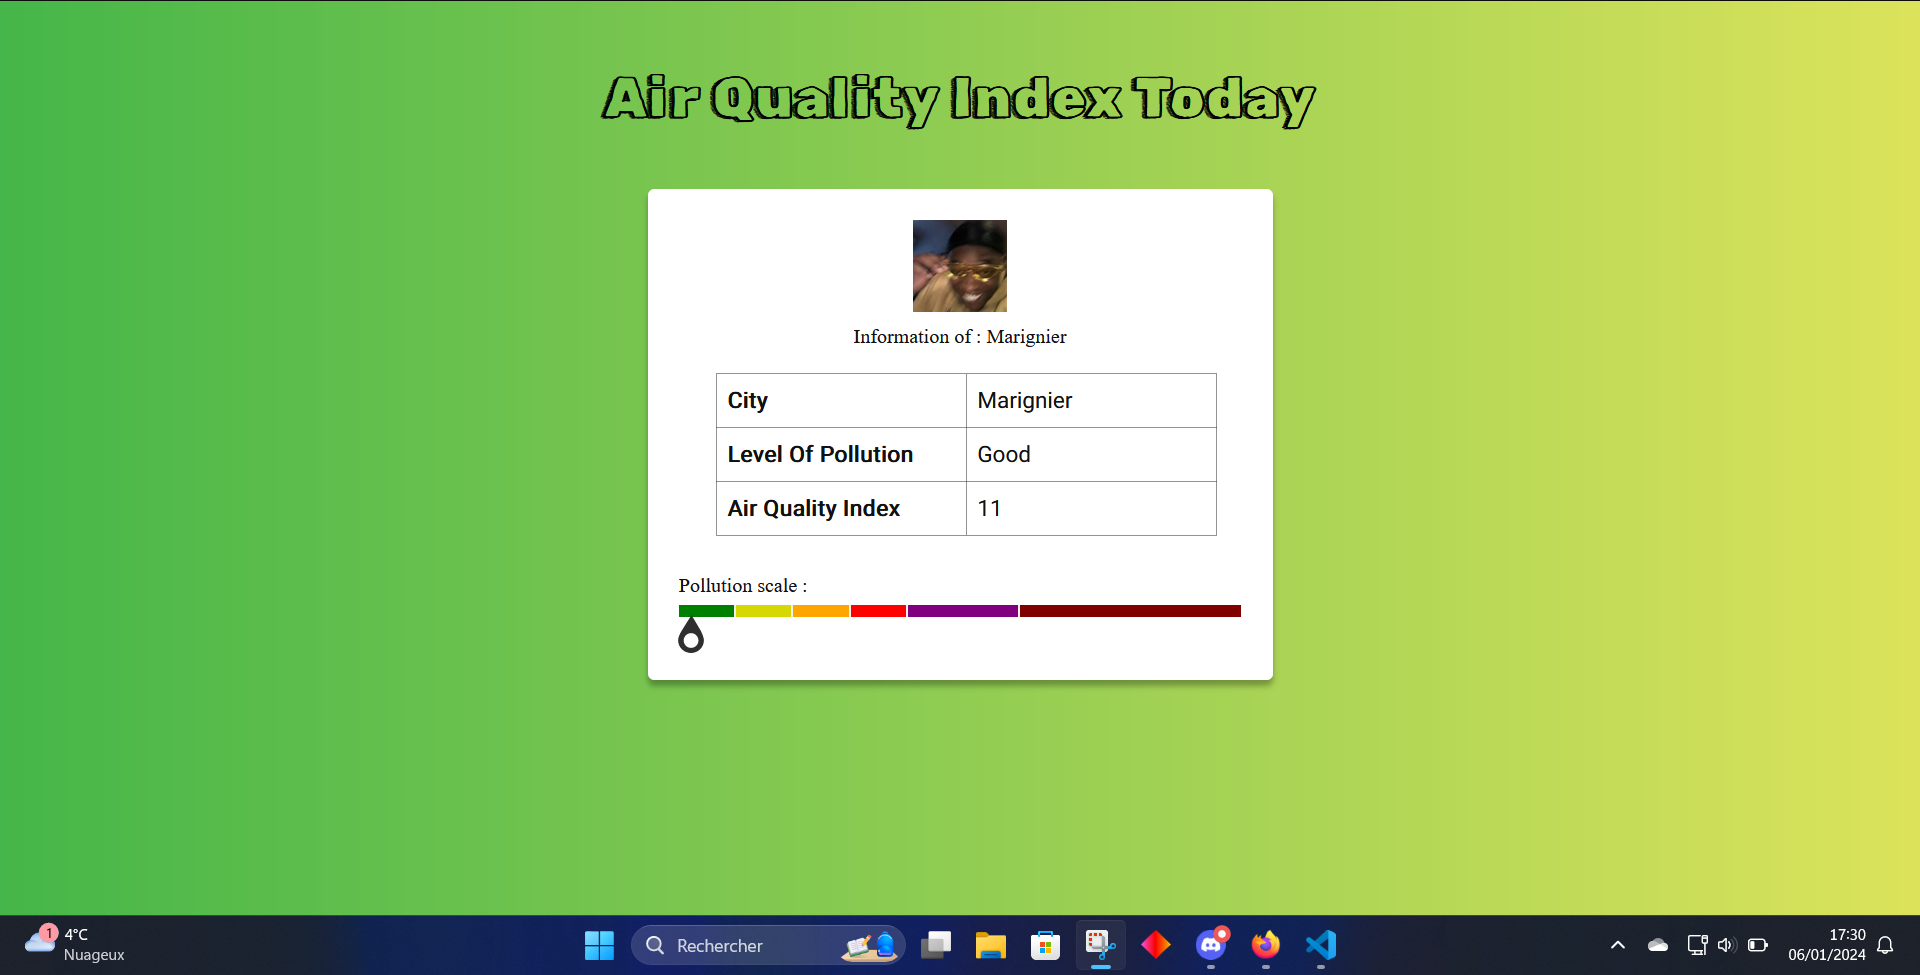 Air Quality Index Today
Information of : Marignier
City Marignier
Level Of Pollution Good
Air Quality Index 11
Pollution scale :
1
4°C
Nuageux
Rechercher
17:30
06/01/2024